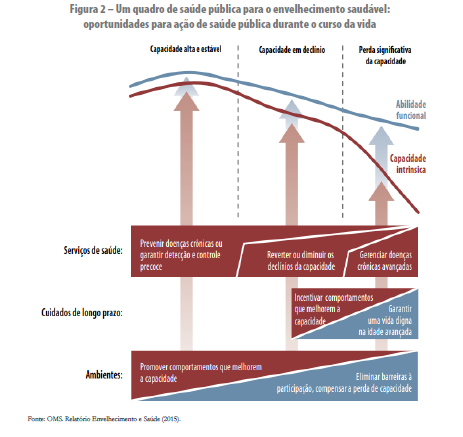 Figura 2 – Um quadro de saúde pública para o envelhecimento saudável:
oportunidades para ação de saúde pública durante o curso da vida
Capacidade alta e estável
Capacidade em declínio
Perda significativa
da capacidade
Abilidade
funcional
Capacidade
intrínsica
Serviços de saúde:
Prevenir doenças crônicas ou
garantir detecção e controle
precoce
Reverter ou diminuir os
declínios da capacidade
Gerenciar doenças
crônicas avançadas
Cuidados de longo prazo:
Incentivar comportamentos
que melhorem a
capacidade
Garantir
uma vida digna
na idade avançada
Ambientes:
Promover comportamentos que melhorem
a capacidade
Eliminar barreiras à
participação, compensar a perda de capacidade
Fonte: OMS. Relatório Envelhecimento e Saúde (2015).